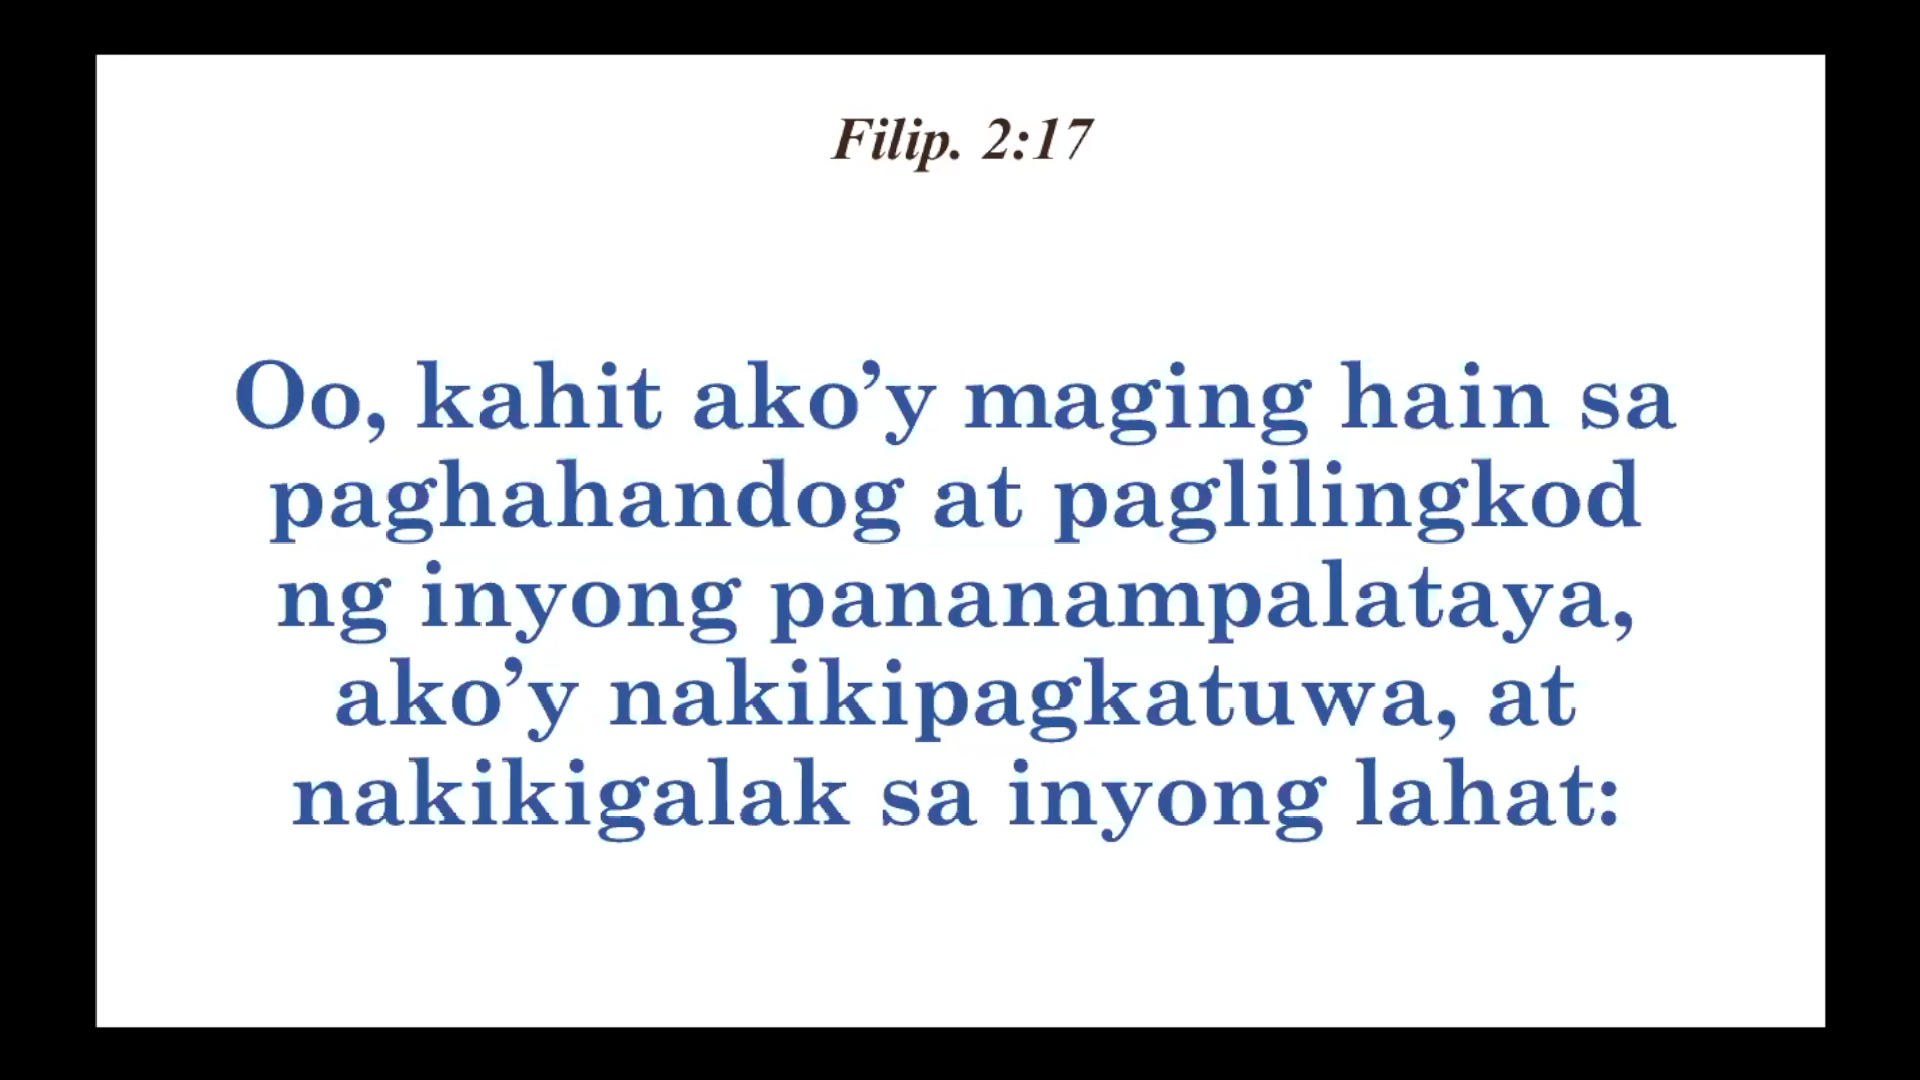 Filip. 2:17
Oo, kahit ako’y maging hain sa
paghahandog at paglilingkod
ng inyong pananampalataya,
ako’y nakikipagkatuwa, at
nakikigalak sa inyong lahat: